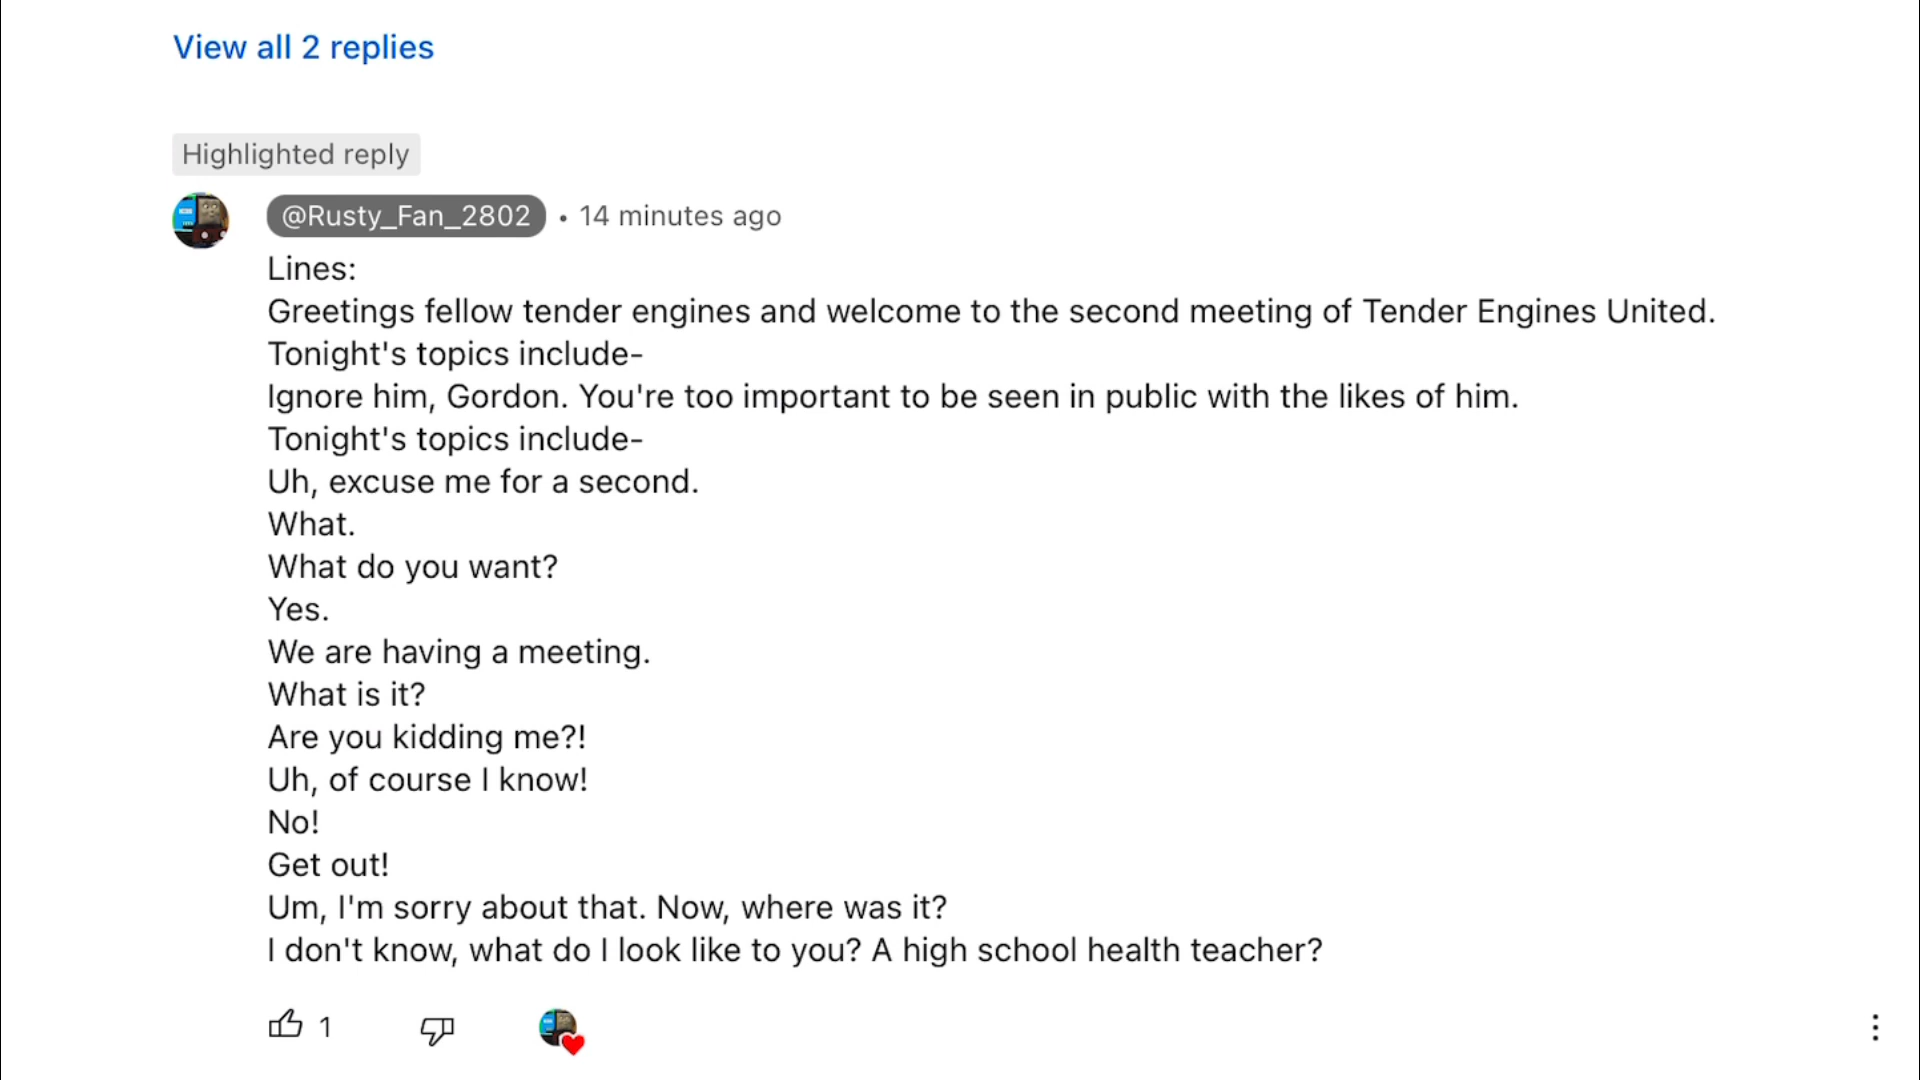 View all 2 replies
Highlighted reply
@Rusty_Fan_2802 • 14 minutes ago
Lines:
Greetings fellow tender engines and welcome to the second meeting of Tender Engines United.
Tonight's topics include-
Ignore him, Gordon. You're too important to be seen in public with the likes of him.
Tonight's topics include-
Uh, excuse me for a second.
What.
What do you want?
Yes.
We are having a meeting.
What is it?
Are you kidding me?!
Uh, of course I know!
No!
Get out!
Um, I'm sorry about that. Now, where was it?
I don't know, what do I look like to you? A high school health teacher?
1